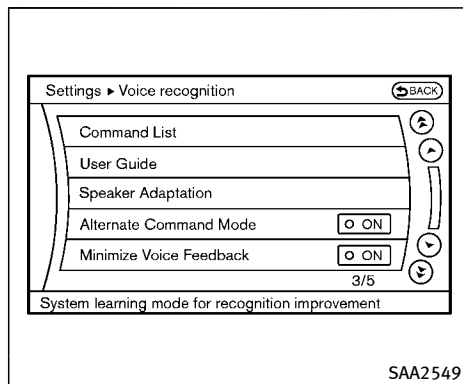 Settings ▶ Voice recognition
BACK
Command List
User Guide
Speaker Adaptation
Alternate Command Mode ON
Minimize Voice Feedback ON
3/5
System learning mode for recognition improvement
SAA2549